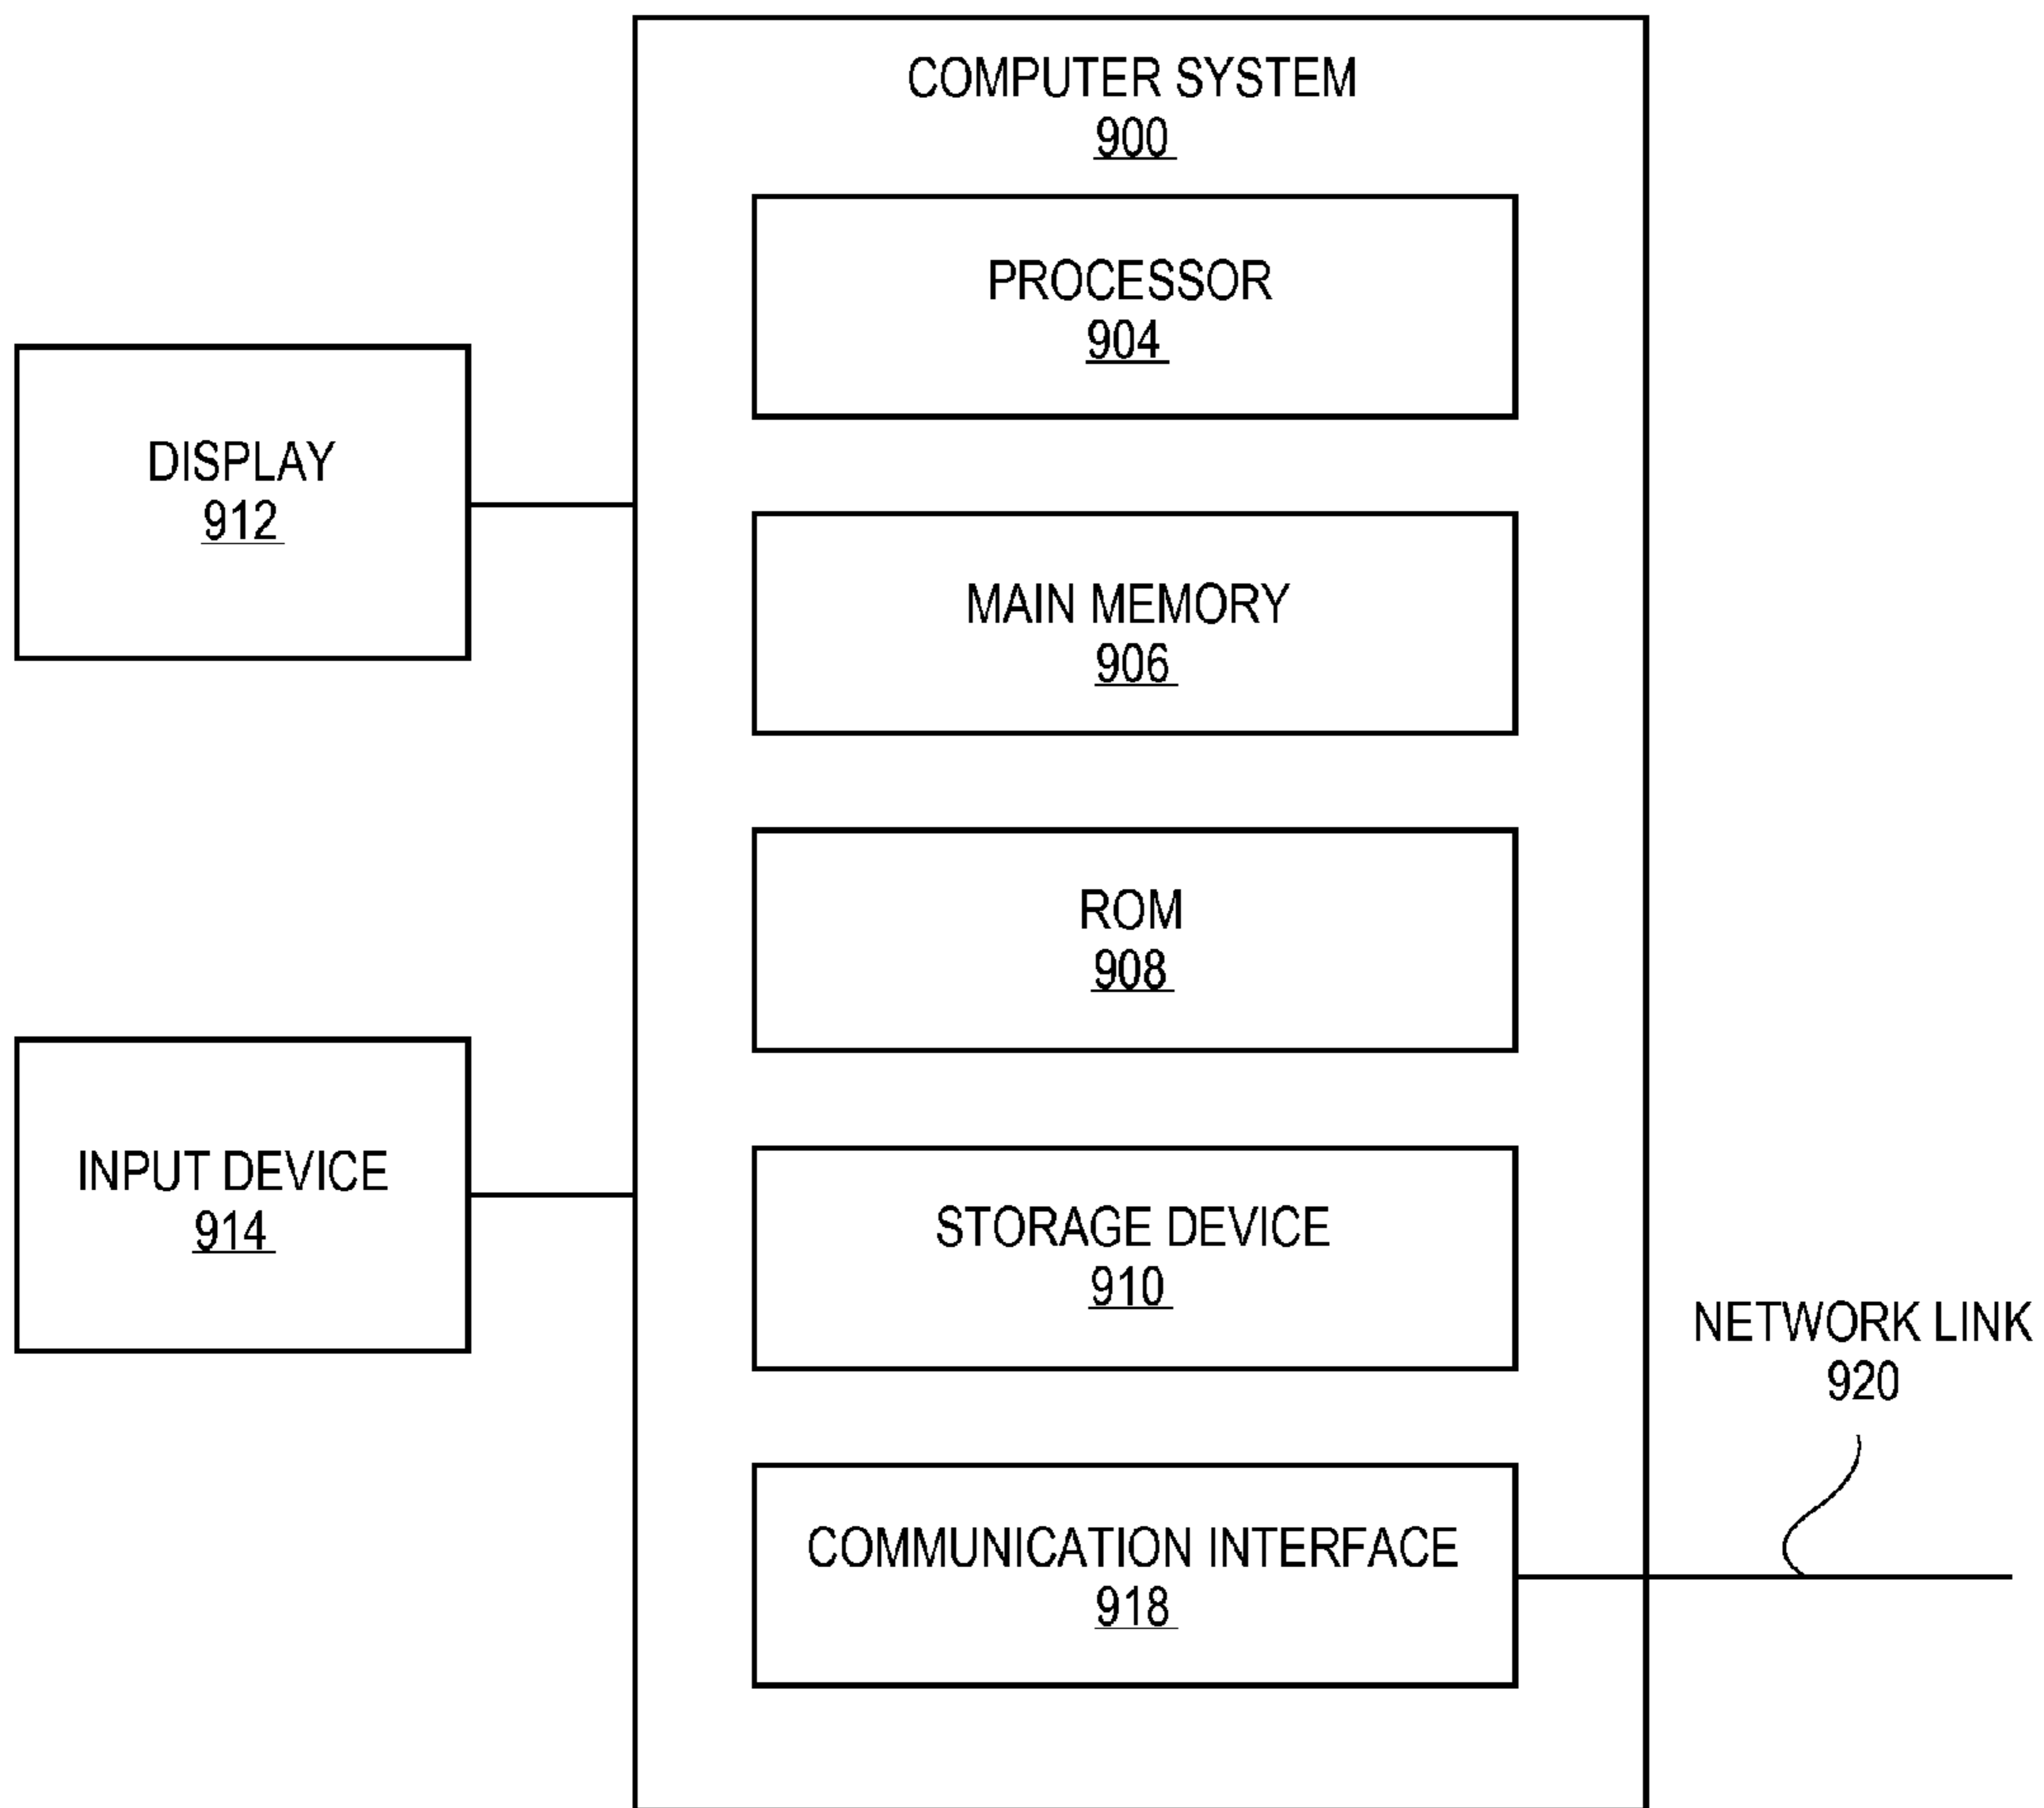 COMPUTER SYSTEM
900
PROCESSOR
904
DISPLAY
912
MAIN MEMORY
906
ROM
908
INPUT DEVICE
914
STORAGE DEVICE
910
NETWORK LINK
920
COMMUNICATION INTERFACE
918